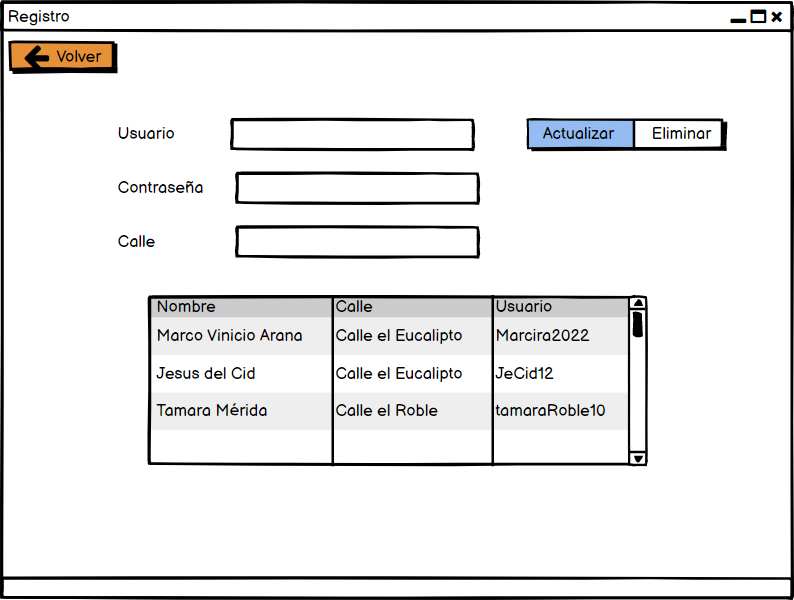 Registro
Volver
Usuario
Actualizar Eliminar
Contraseña
Calle
Nombre Calle Usuario
Marco Vinicio Arana Calle el Eucalipto Marcira2022
Jesus del Cid Calle el Eucalipto JeCid12
Tamara Mérida Calle el Roble tamaraRoble10